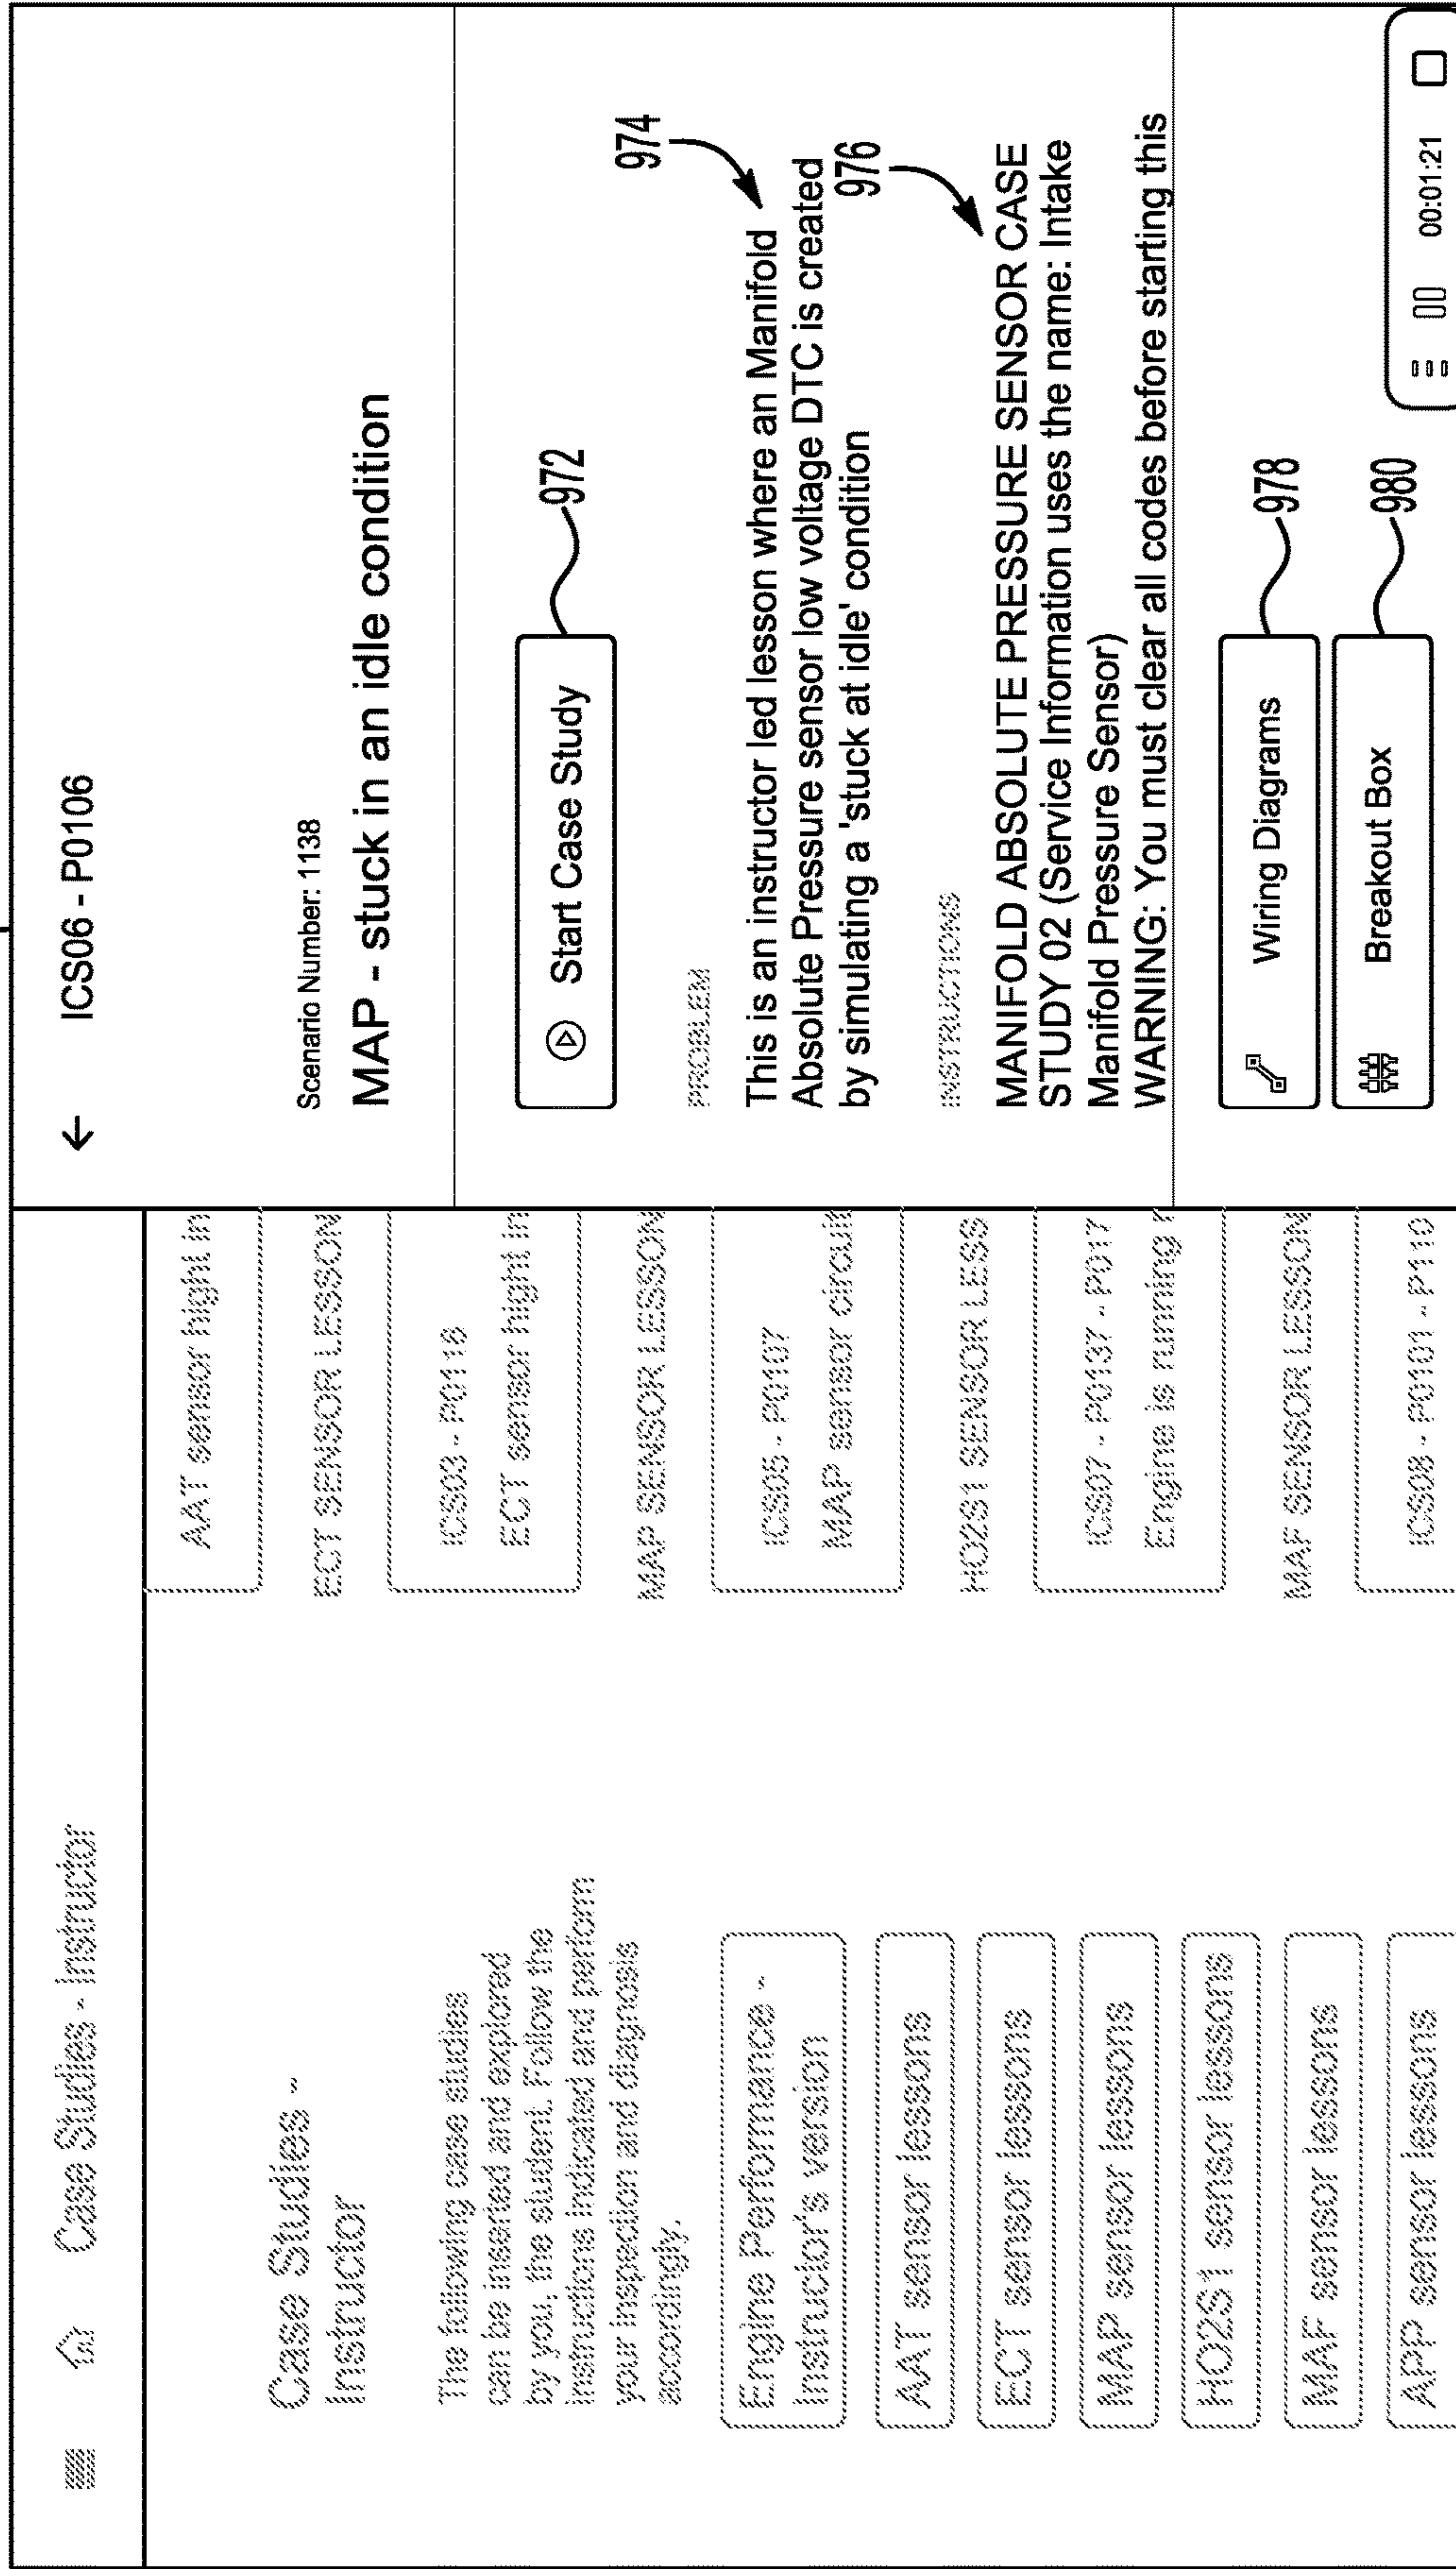 Case Studies - Instructor
Case Studies -
Instructor
The following case studies
can be inserted and explored
by you, the student. Follow the
instructions indicated and perform
your inspection and diagnosis
accordingly.
Engine Performance -
Instructor's version
AAT sensor lessons
ECT sensor lessons
MAP sensor lessons
HO2S1 sensor lessons
MAF sensor lessons
APP sensor lessons
AAT sensor hight in
ECT SENSOR LESSON
ICS03 - P0118
ECT sensor hight in
MAP SENSOR LESSON
ICS05 - P0107
MAP sensor circuit
HO2S1 SENSOR LESS
ICS07 - P0137 - P017
Engine is running r
MAF SENSOR LESSON
ICS08 - P0101 - P110
ICS06 - P0106
Scenario Number: 1138
MAP - stuck in an idle condition
Start Case Study
972
PROBLEM
974
This is an instructor led lesson where an Manifold
Absolute Pressure sensor low voltage DTC is created
by simulating a 'stuck at idle' condition
976
INSTRUCTIONS
MANIFOLD ABSOLUTE PRESSURE SENSOR CASE
STUDY 02 (Service Information uses the name: Intake
Manifold Pressure Sensor)
WARNING: You must clear all codes before starting this
Wiring Diagrams
978
Breakout Box
980
00:01:21